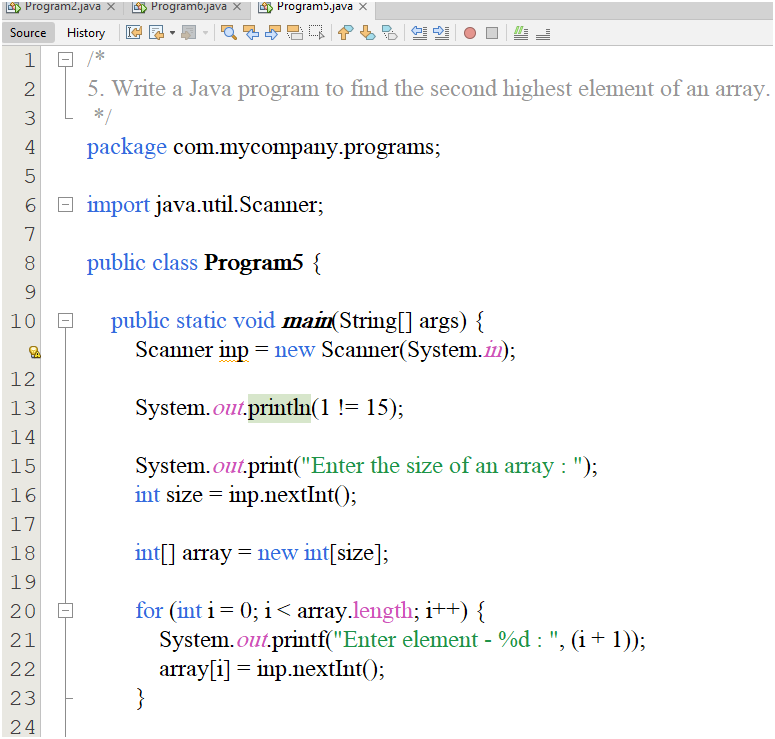 Program2.java × Program6.java × Program5.java ×
Source History
1 /*
2 5. Write a Java program to find the second highest element of an array.
3 */
4 package com.mycompany.programs;
5
6 import java.util.Scanner;
7
8 public class Program5 {
9
10 public static void main(String[] args) {
Scanner inp = new Scanner(System.in);
12
13 System.out.println(1 != 15);
14
15 System.out.print("Enter the size of an array : ");
16 int size = inp.nextInt();
17
18 int[] array = new int[size];
19
20 for (int i = 0; i < array.length; i++) {
21 System.out.printf("Enter element - %d : ", (i + 1));
22 array[i] = inp.nextInt();
23 }
24